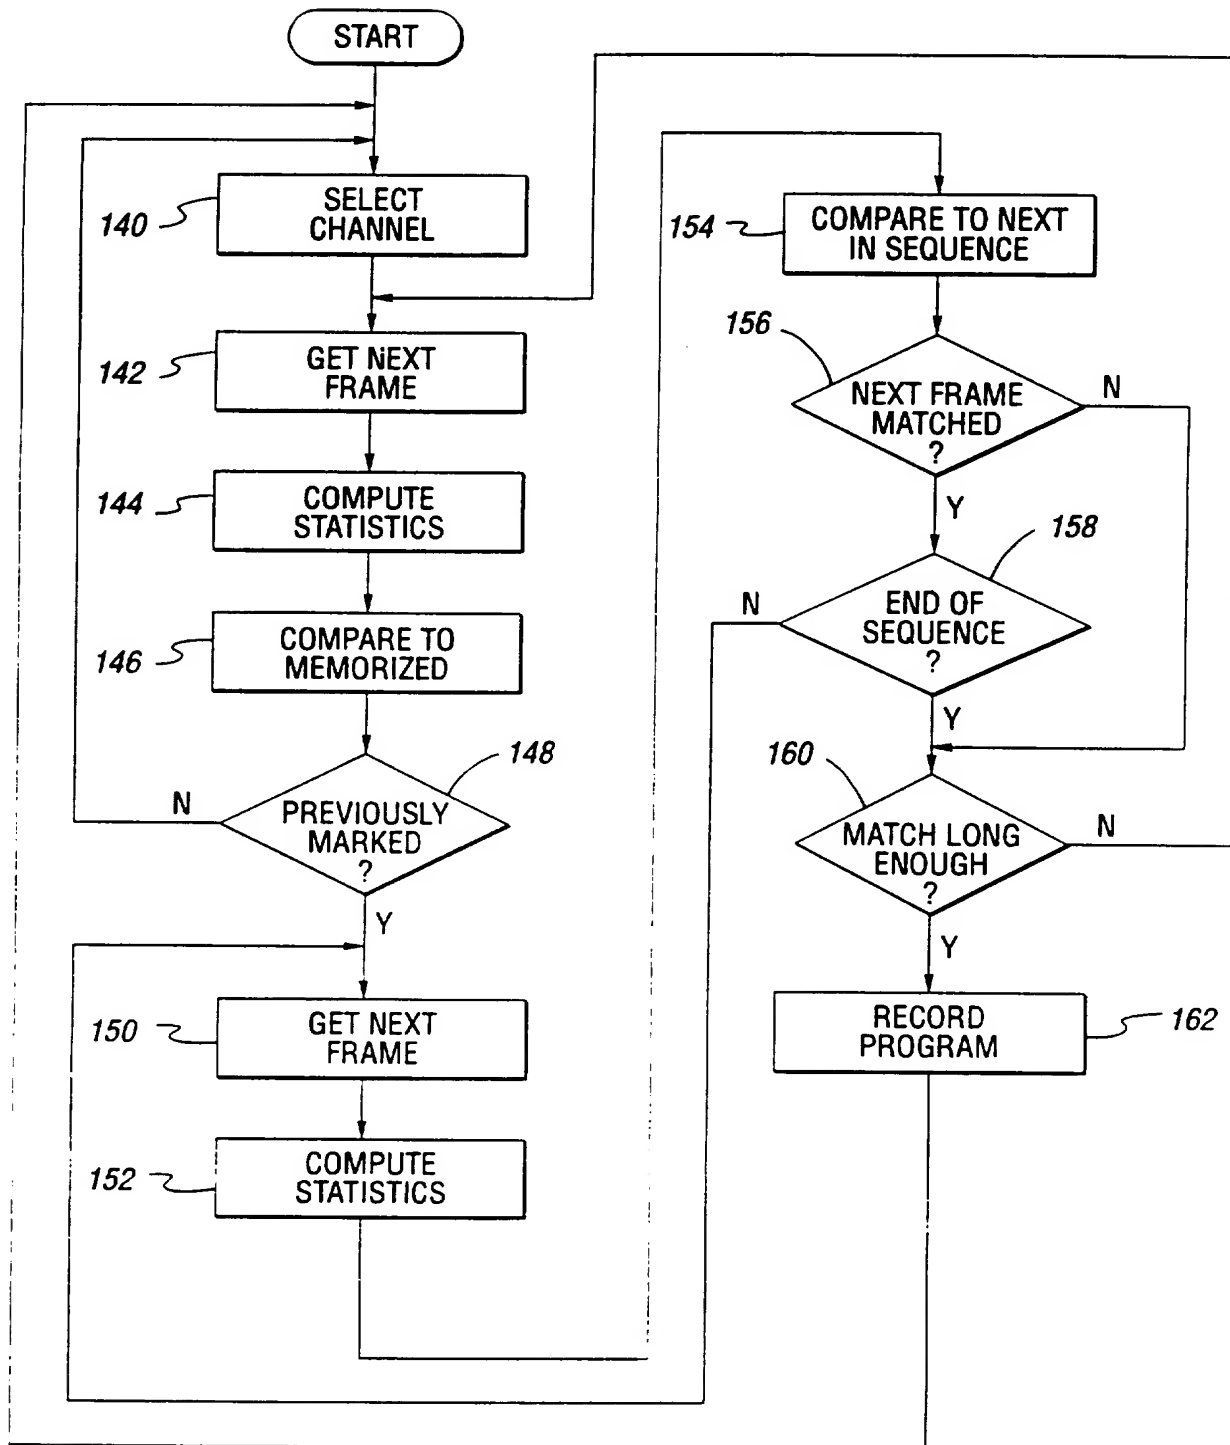 START
SELECT
CHANNEL
140
GET NEXT
FRAME
142
COMPUTE
STATISTICS
144
COMPARE TO
MEMORIZED
146
PREVIOUSLY
MARKED
?
148
N
Y
GET NEXT
FRAME
150
COMPUTE
STATISTICS
152
COMPARE TO NEXT
IN SEQUENCE
154
NEXT FRAME
MATCHED
?
156
N
Y
END OF
SEQUENCE
?
158
N
Y
MATCH LONG
ENOUGH
?
160
N
Y
RECORD
PROGRAM
162